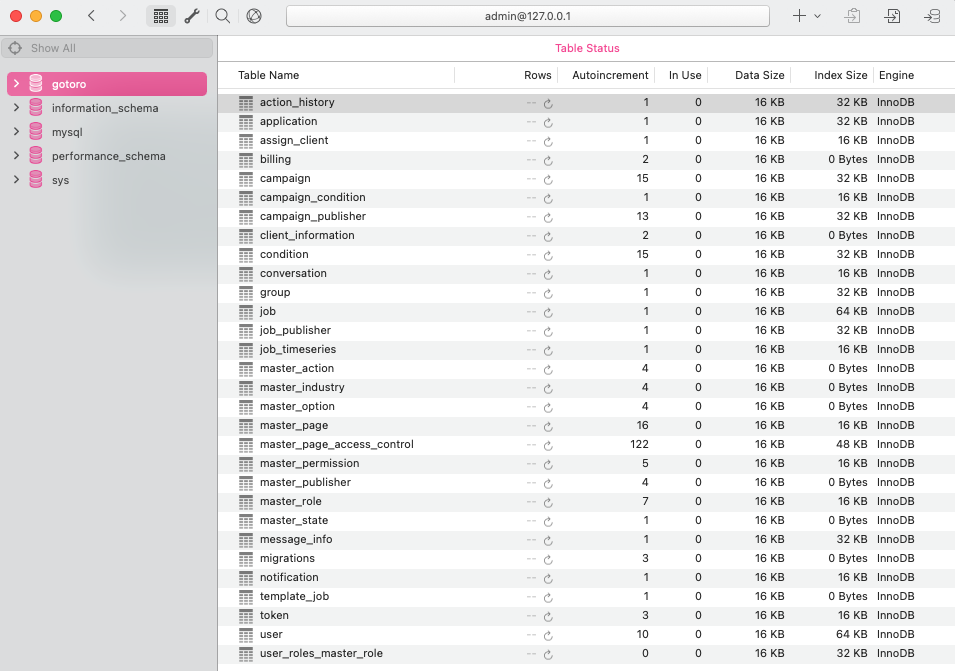 admin@127.0.0.1
Show All
gotoro
information_schema
mysql
performance_schema
sys
Table Status
Table Name Rows Autoincrement In Use Data Size Index Size Engine
action_history -- 1 0 16 KB 32 KB InnoDB
application -- 1 0 16 KB 32 KB InnoDB
assign_client -- 1 0 16 KB 16 KB InnoDB
billing -- 2 0 16 KB 0 Bytes InnoDB
campaign -- 15 0 16 KB 32 KB InnoDB
campaign_condition -- 1 0 16 KB 16 KB InnoDB
campaign_publisher -- 13 0 16 KB 32 KB InnoDB
client_information -- 2 0 16 KB 0 Bytes InnoDB
condition -- 15 0 16 KB 32 KB InnoDB
conversation -- 1 0 16 KB 16 KB InnoDB
group -- 1 0 16 KB 32 KB InnoDB
job -- 1 0 16 KB 64 KB InnoDB
job_publisher -- 1 0 16 KB 32 KB InnoDB
job_timeseries -- 1 0 16 KB 16 KB InnoDB
master_action -- 4 0 16 KB 0 Bytes InnoDB
master_industry -- 4 0 16 KB 0 Bytes InnoDB
master_option -- 4 0 16 KB 0 Bytes InnoDB
master_page -- 16 0 16 KB 16 KB InnoDB
master_page_access_control -- 122 0 16 KB 48 KB InnoDB
master_permission -- 5 0 16 KB 16 KB InnoDB
master_publisher -- 4 0 16 KB 0 Bytes InnoDB
master_role -- 7 0 16 KB 16 KB InnoDB
master_state -- 1 0 16 KB 0 Bytes InnoDB
message_info -- 1 0 16 KB 32 KB InnoDB
migrations -- 3 0 16 KB 0 Bytes InnoDB
notification -- 1 0 16 KB 16 KB InnoDB
template_job -- 1 0 16 KB 0 Bytes InnoDB
token -- 3 0 16 KB 16 KB InnoDB
user -- 10 0 16 KB 64 KB InnoDB
user_roles_master_role -- 0 0 16 KB 32 KB InnoDB